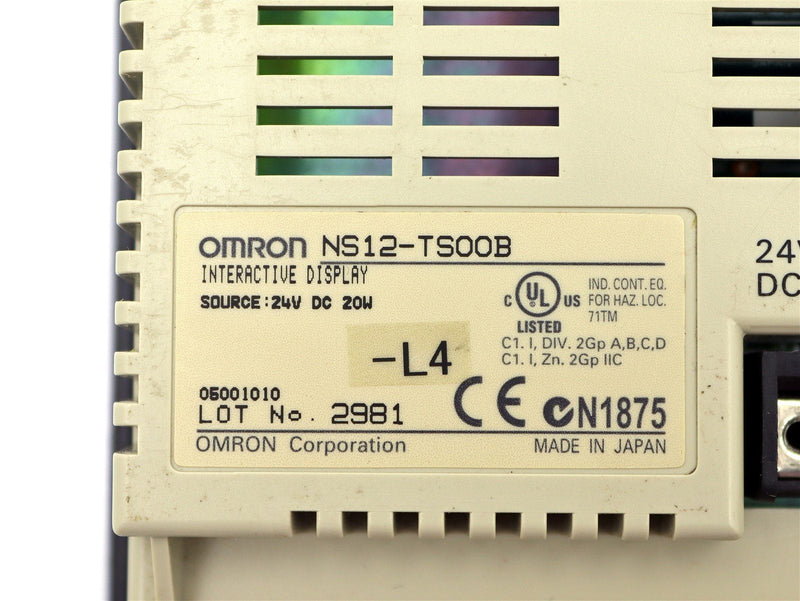 OMRON NS12-TS00B
INTERACTIVE DISPLAY
SOURCE:24V DC 20W
C UL US
LISTED
IND. CONT. EQ.
FOR HAZ. LOC.
71TM
C1. I, DIV. 2Gp A,B,C,D
C1. I, Zn. 2Gp IIC
-L4
05001010
LOT No. 2981
CE N1875
OMRON Corporation
MADE IN JAPAN
24V
DC